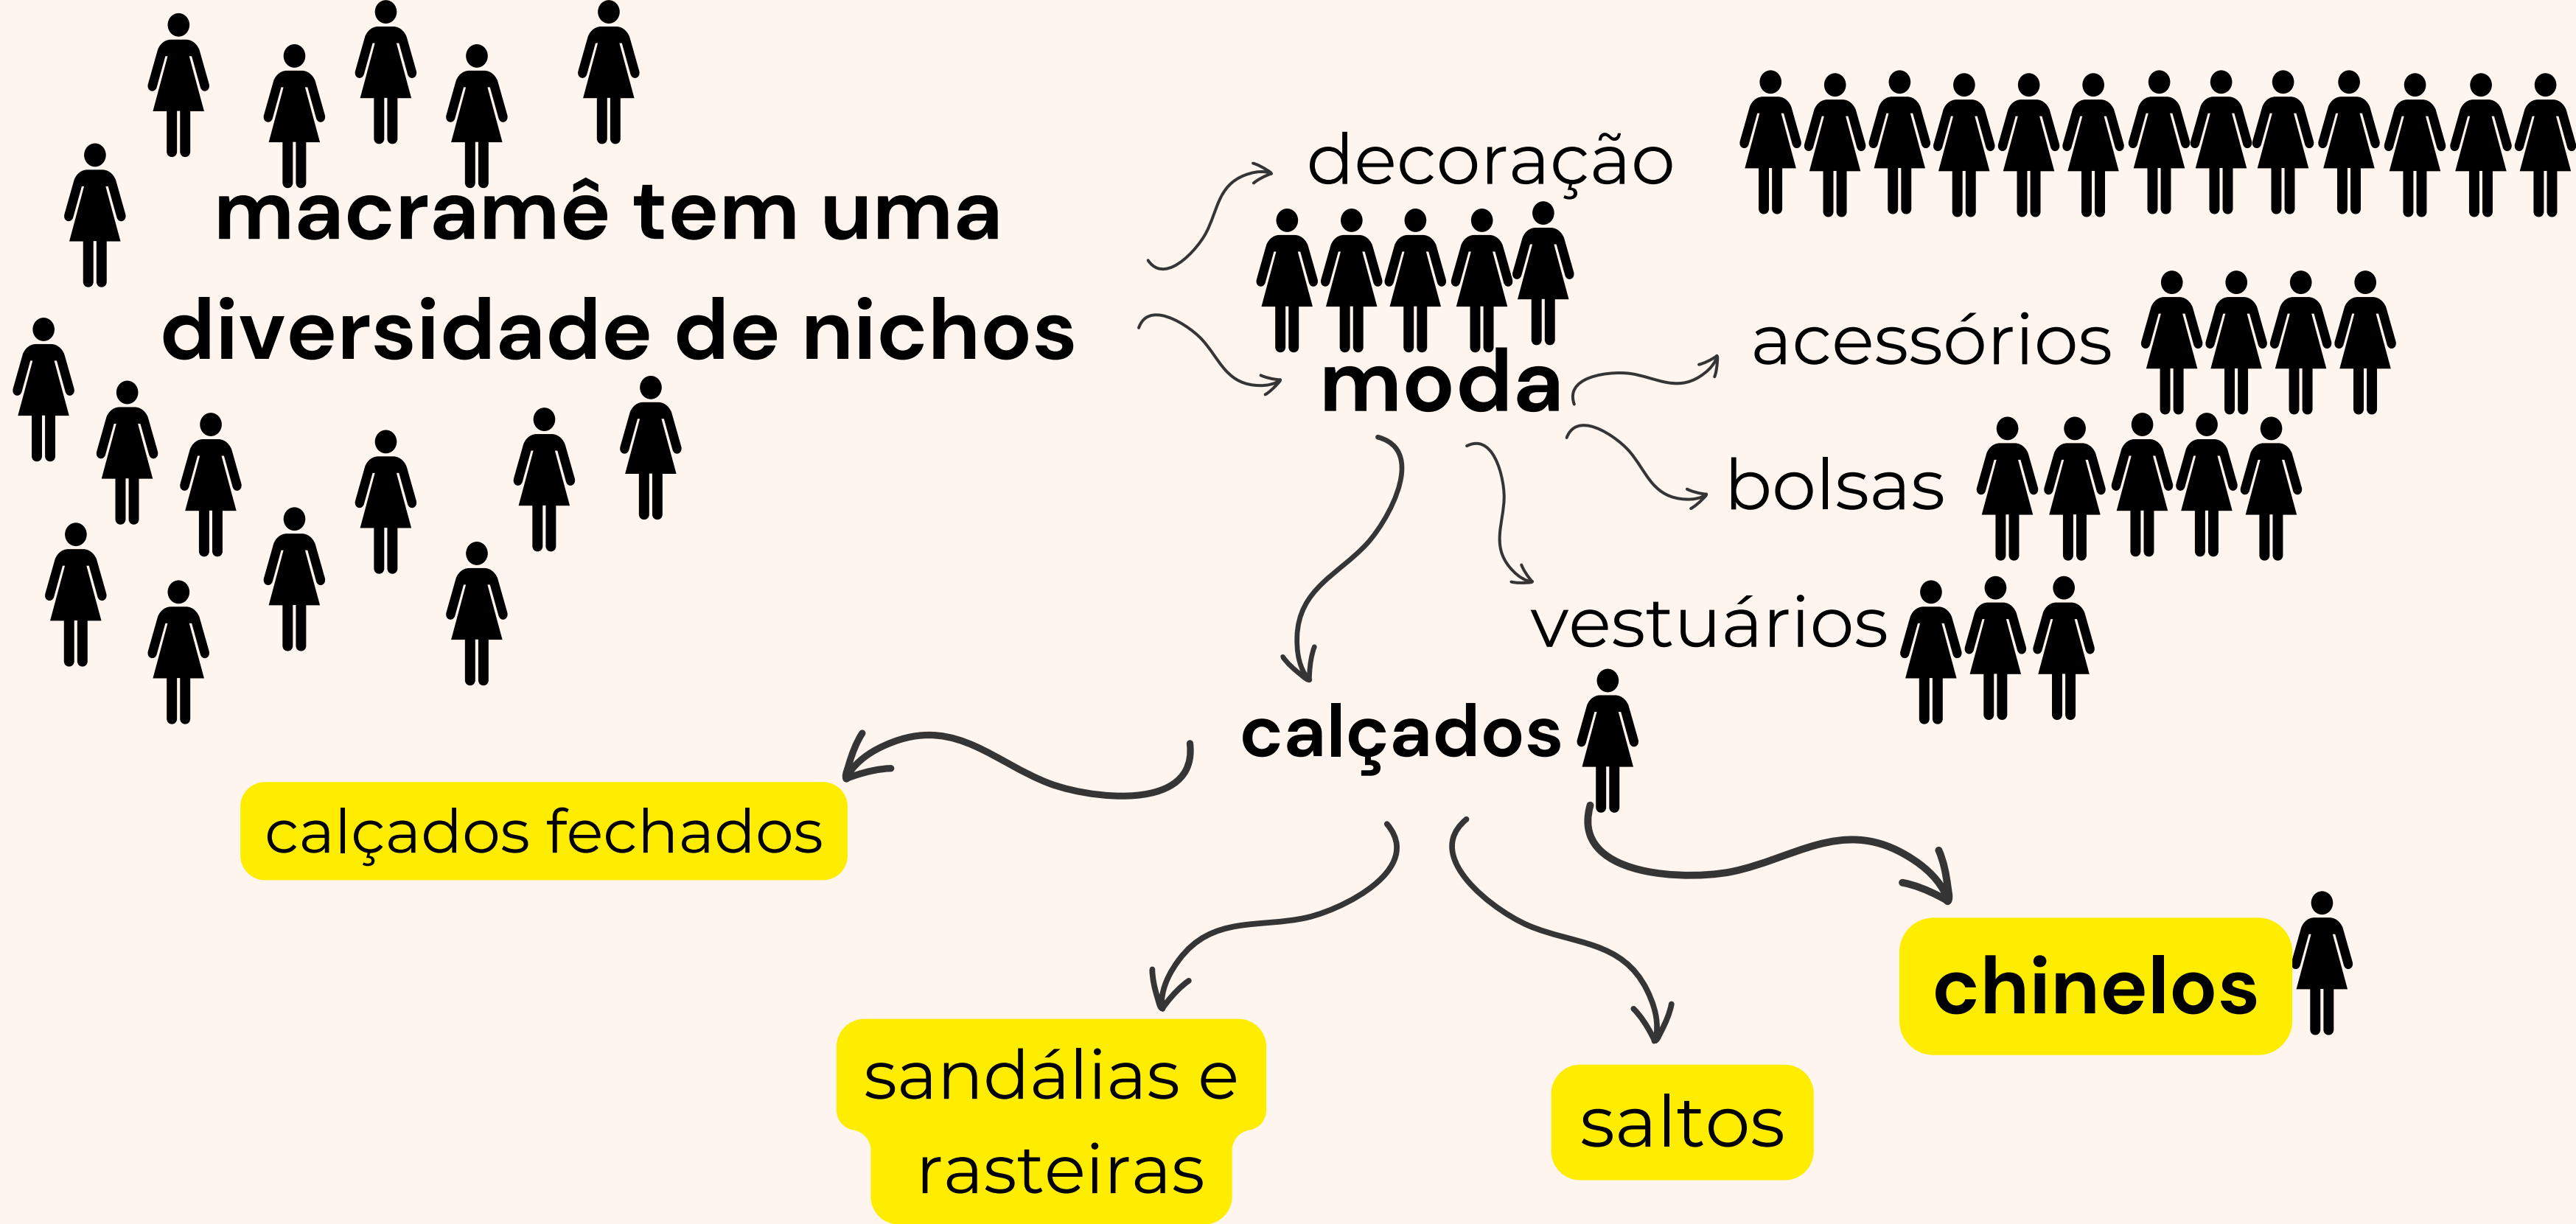 macramê tem uma
diversidade de nichos
decoração
moda
acessórios
bolsas
vestuários
calçados
calçados fechados
sandálias e
rasteiras
saltos
chinelos